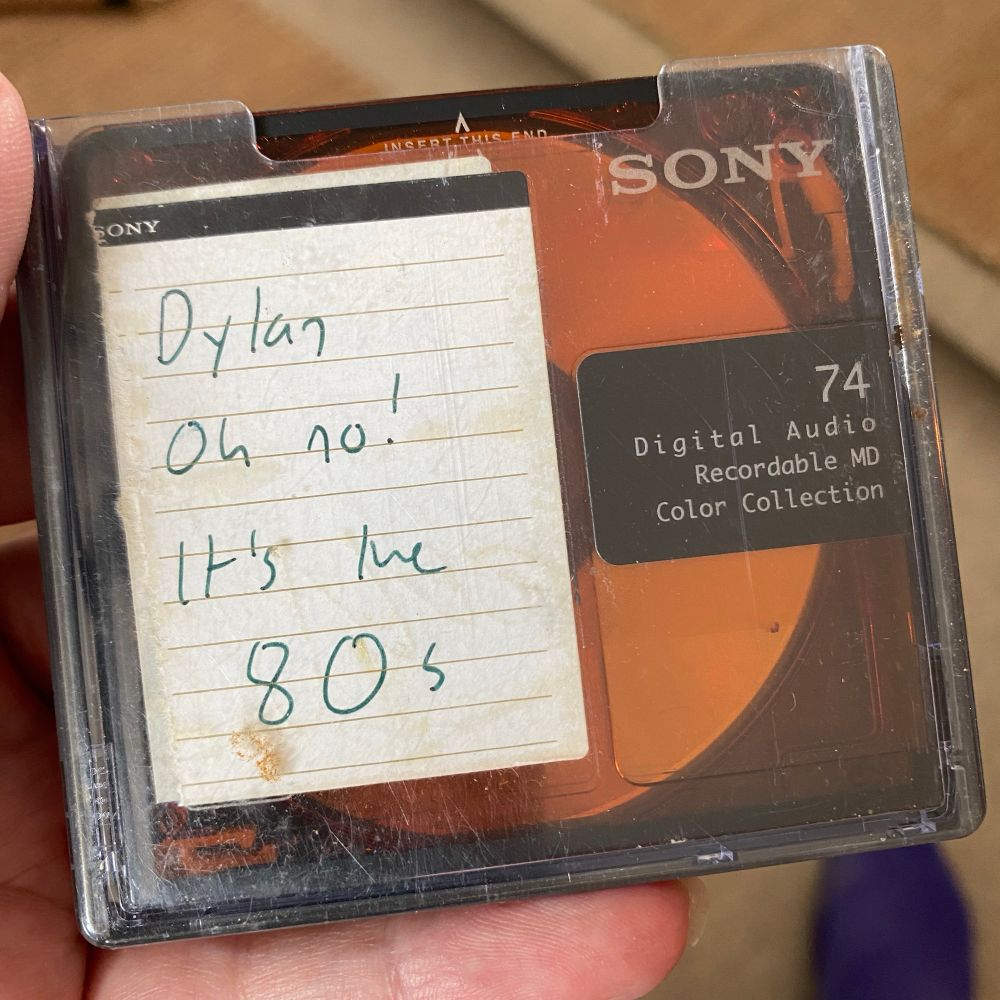 INSERT THIS END
SONY
SONY
Dylan
Oh no!
It's the
80s
74
Digital Audio
Recordable MD
Color Collection